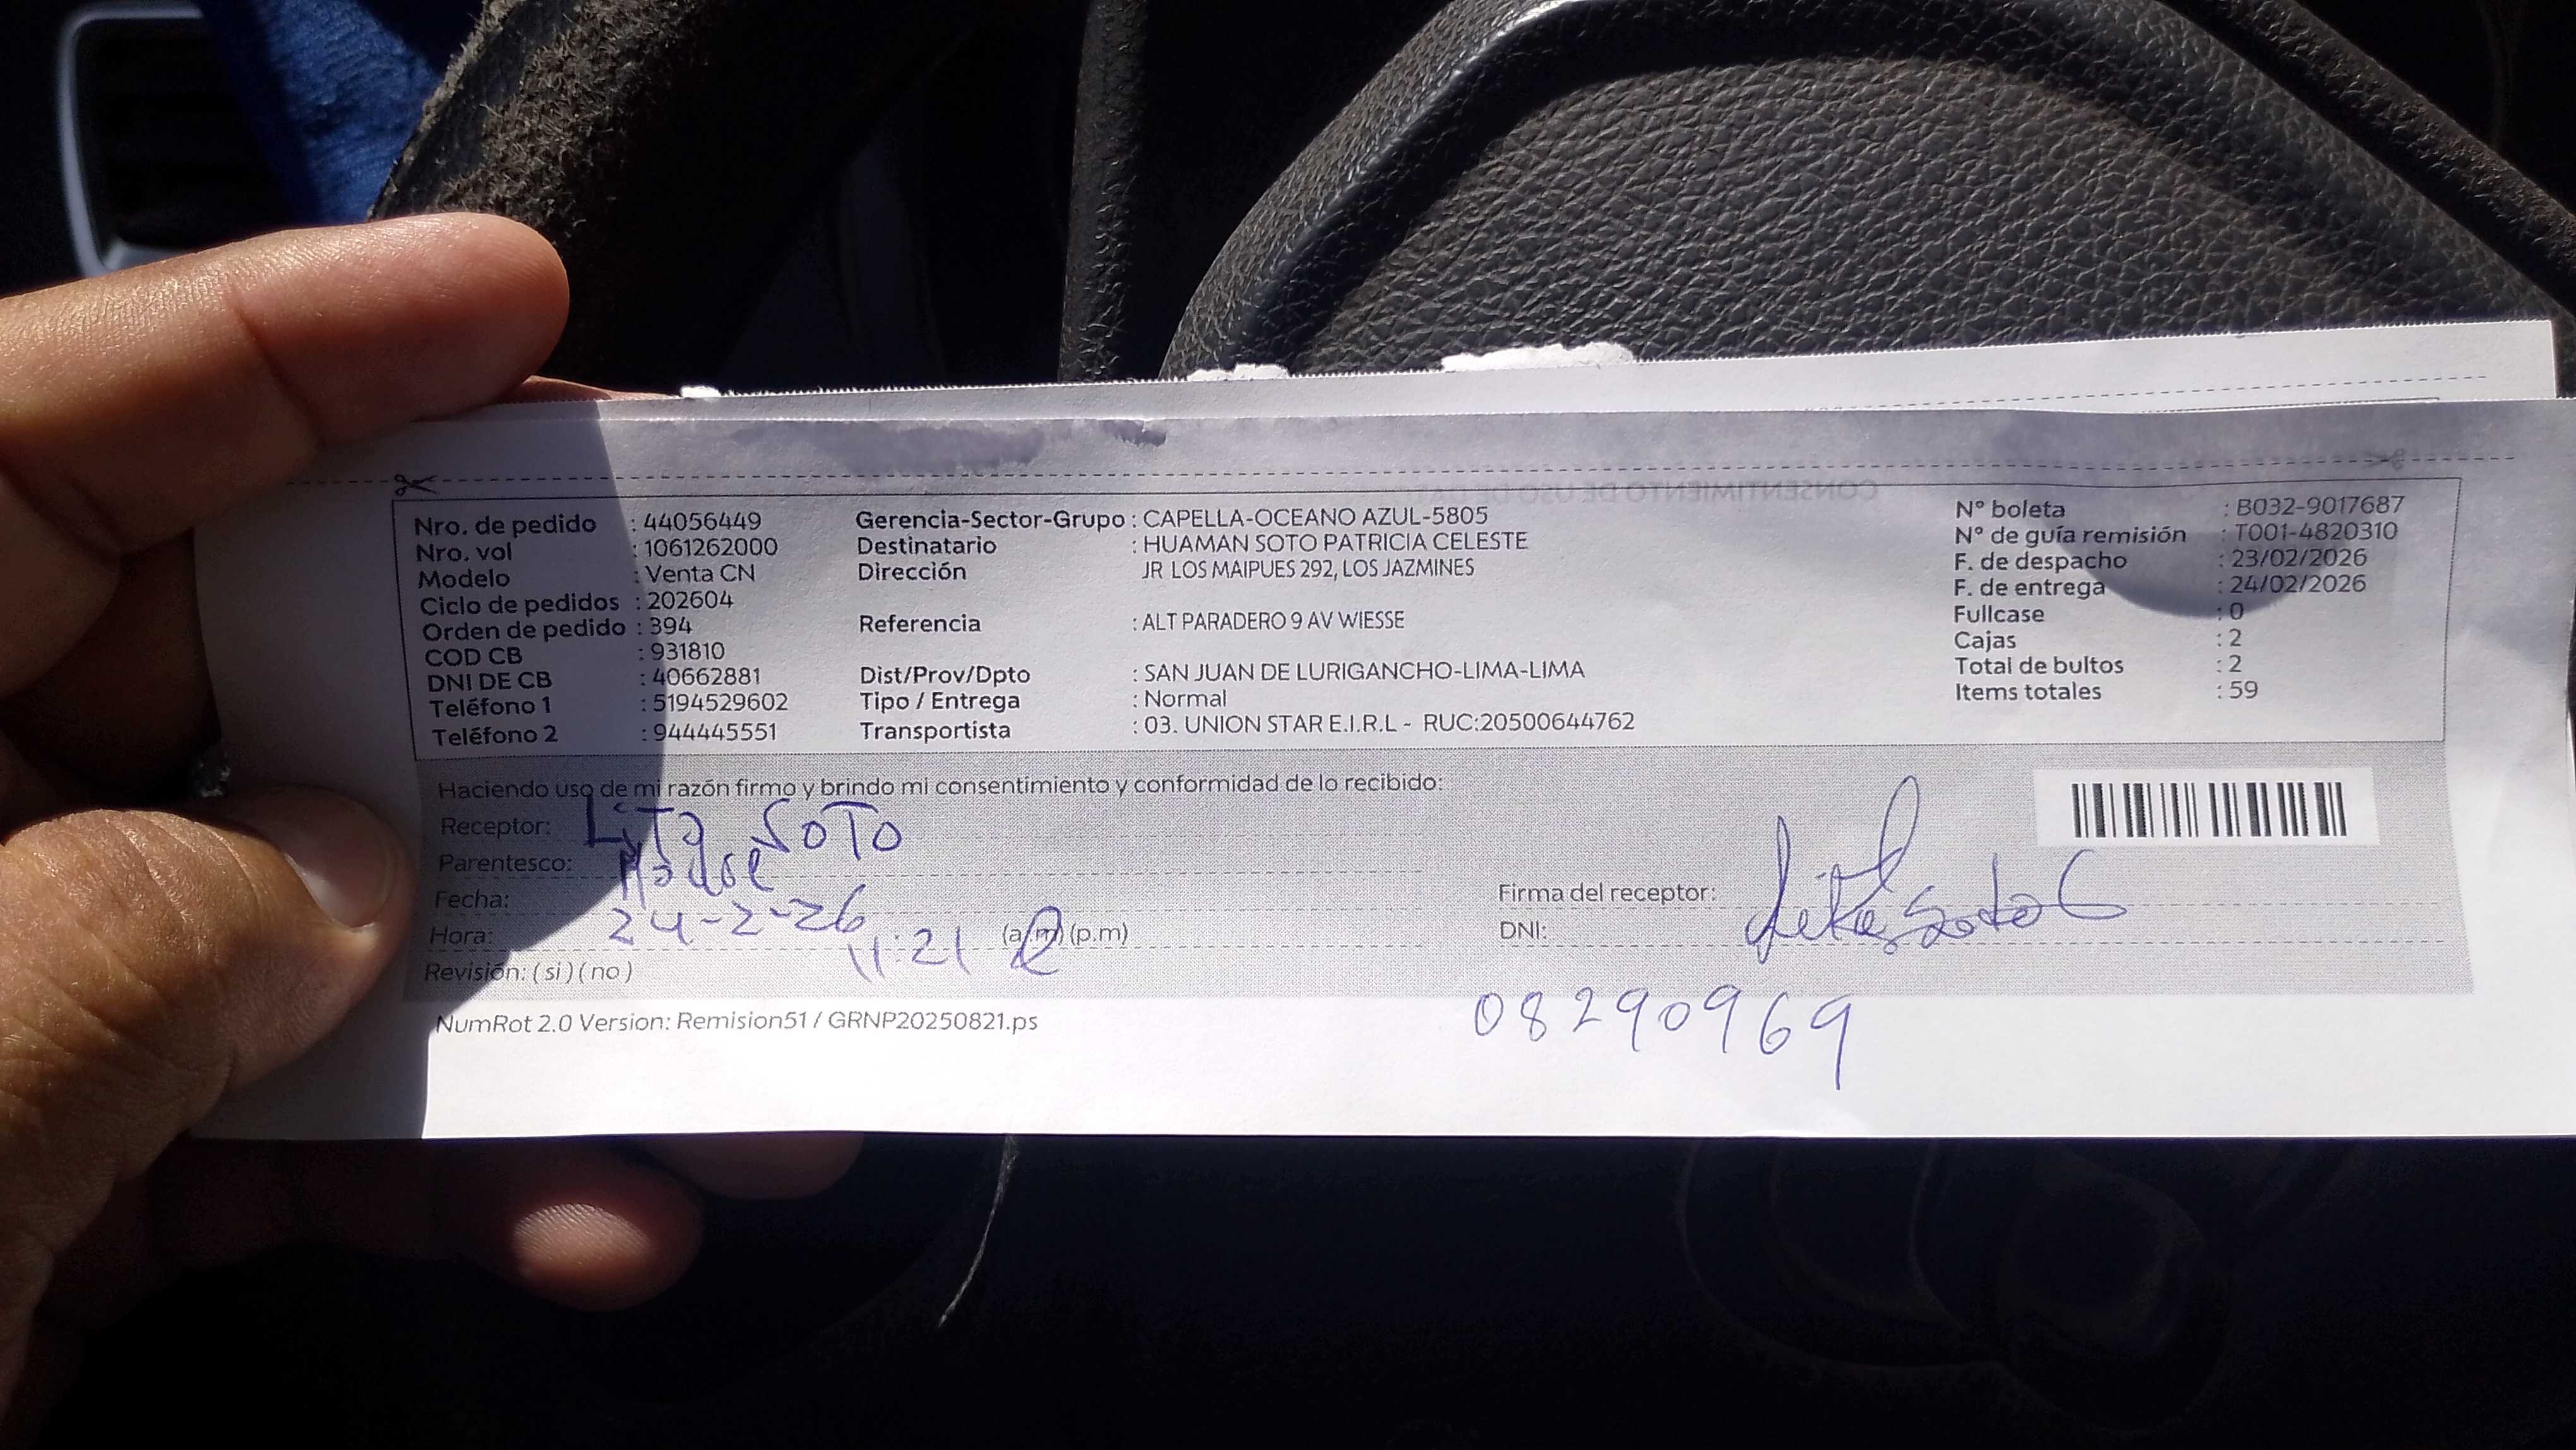 Nro. de pedido : 44056449
Nro. vol : 1061262000
Modelo : Venta CN
Ciclo de pedidos : 202604
Orden de pedido : 394
COD CB : 931810
DNI DE CB : 40662881
Teléfono 1 : 5194529602
Teléfono 2 : 944445551
Gerencia-Sector-Grupo : CAPELLA-OCEANO AZUL-5805
Destinatario : HUAMAN SOTO PATRICIA CELESTE
Dirección JR LOS MAIPUES 292, LOS JAZMINES
Referencia : ALT PARADERO 9 AV WIESSE
Dist/Prov/Dpto : SAN JUAN DE LURIGANCHO-LIMA-LIMA
Tipo / Entrega : Normal
Transportista : 03. UNION STAR E.I.R.L - RUC:20500644762
N° boleta : B032-9017687
N° de guía remisión : T001-4820310
F. de despacho : 23/02/2026
F. de entrega : 24/02/2026
Fullcase : 0
Cajas : 2
Total de bultos : 2
Items totales : 59
Haciendo uso de mi razón firmo y brindo mi consentimiento y conformidad de lo recibido:
Receptor: Lita SOTO
Parentesco: Madre
Fecha: 24-2-26
Hora: 11:21 (a.m) (p.m)
Revisión: (si) (no)
Firma del receptor: Lita Soto C
DNI:
08290969
NumRot 2.0 Version: Remision51 / GRNP20250821.ps